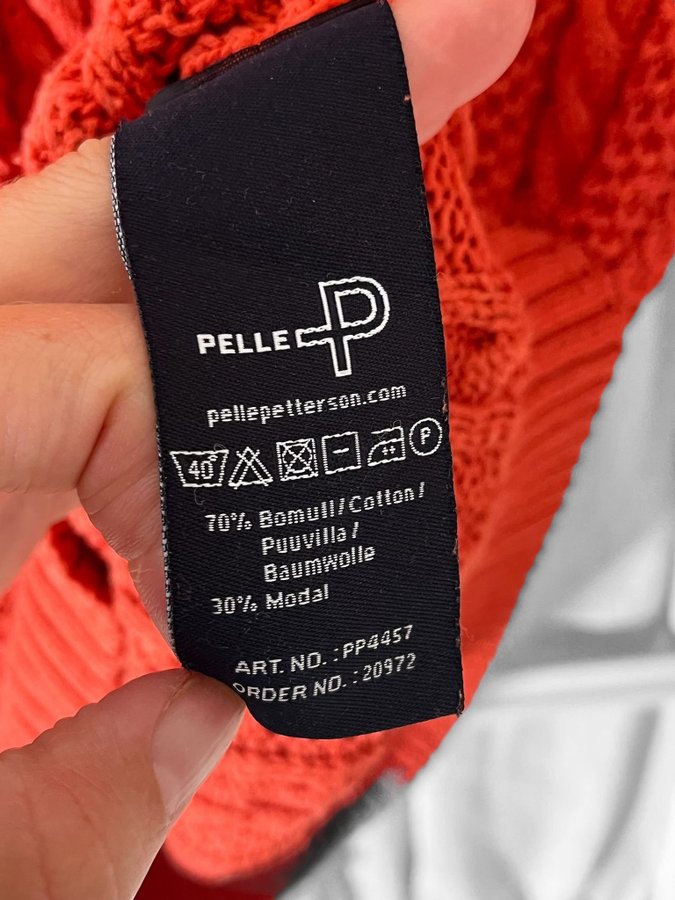 PELLE P
pellepetterson.com
40° P
70% Bomull/Cotton/
Puuvilla/
Baumwolle
30% Modal
ART. NO. : PP4457
ORDER NO. : 20972